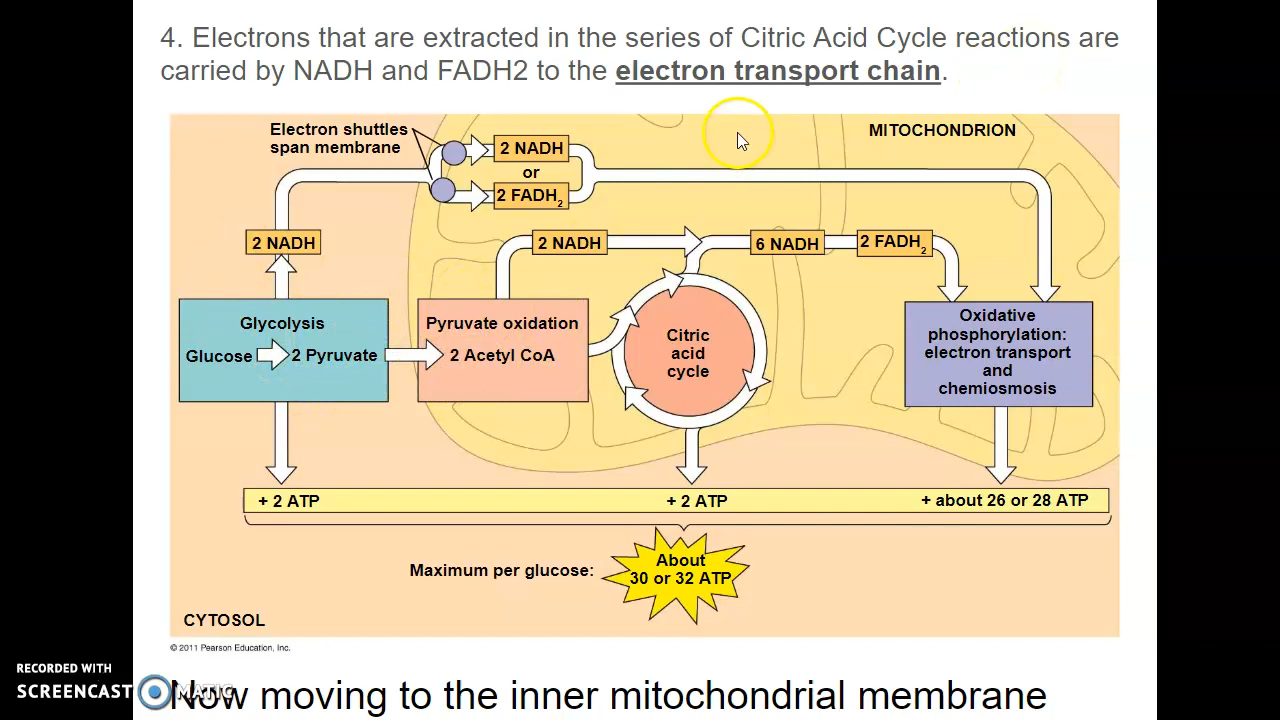 4. Electrons that are extracted in the series of Citric Acid Cycle reactions are
carried by NADH and FADH2 to the electron transport chain.
Electron shuttles
span membrane
MITOCHONDRION
2 NADH
or
2 FADH₂
2 NADH
2 NADH
6 NADH
2 FADH₂
Glycolysis
Glucose
2 Pyruvate
Pyruvate oxidation
2 Acetyl CoA
Citric
acid
cycle
Oxidative
phosphorylation:
electron transport
and
chemiosmosis
+ 2 ATP
+ 2 ATP
+ about 26 or 28 ATP
Maximum per glucose:
About
30 or 32 ATP
CYTOSOL
© 2011 Pearson Education, Inc.
RECORDED WITH
SCREENCAST MATIC
Now moving to the inner mitochondrial membrane